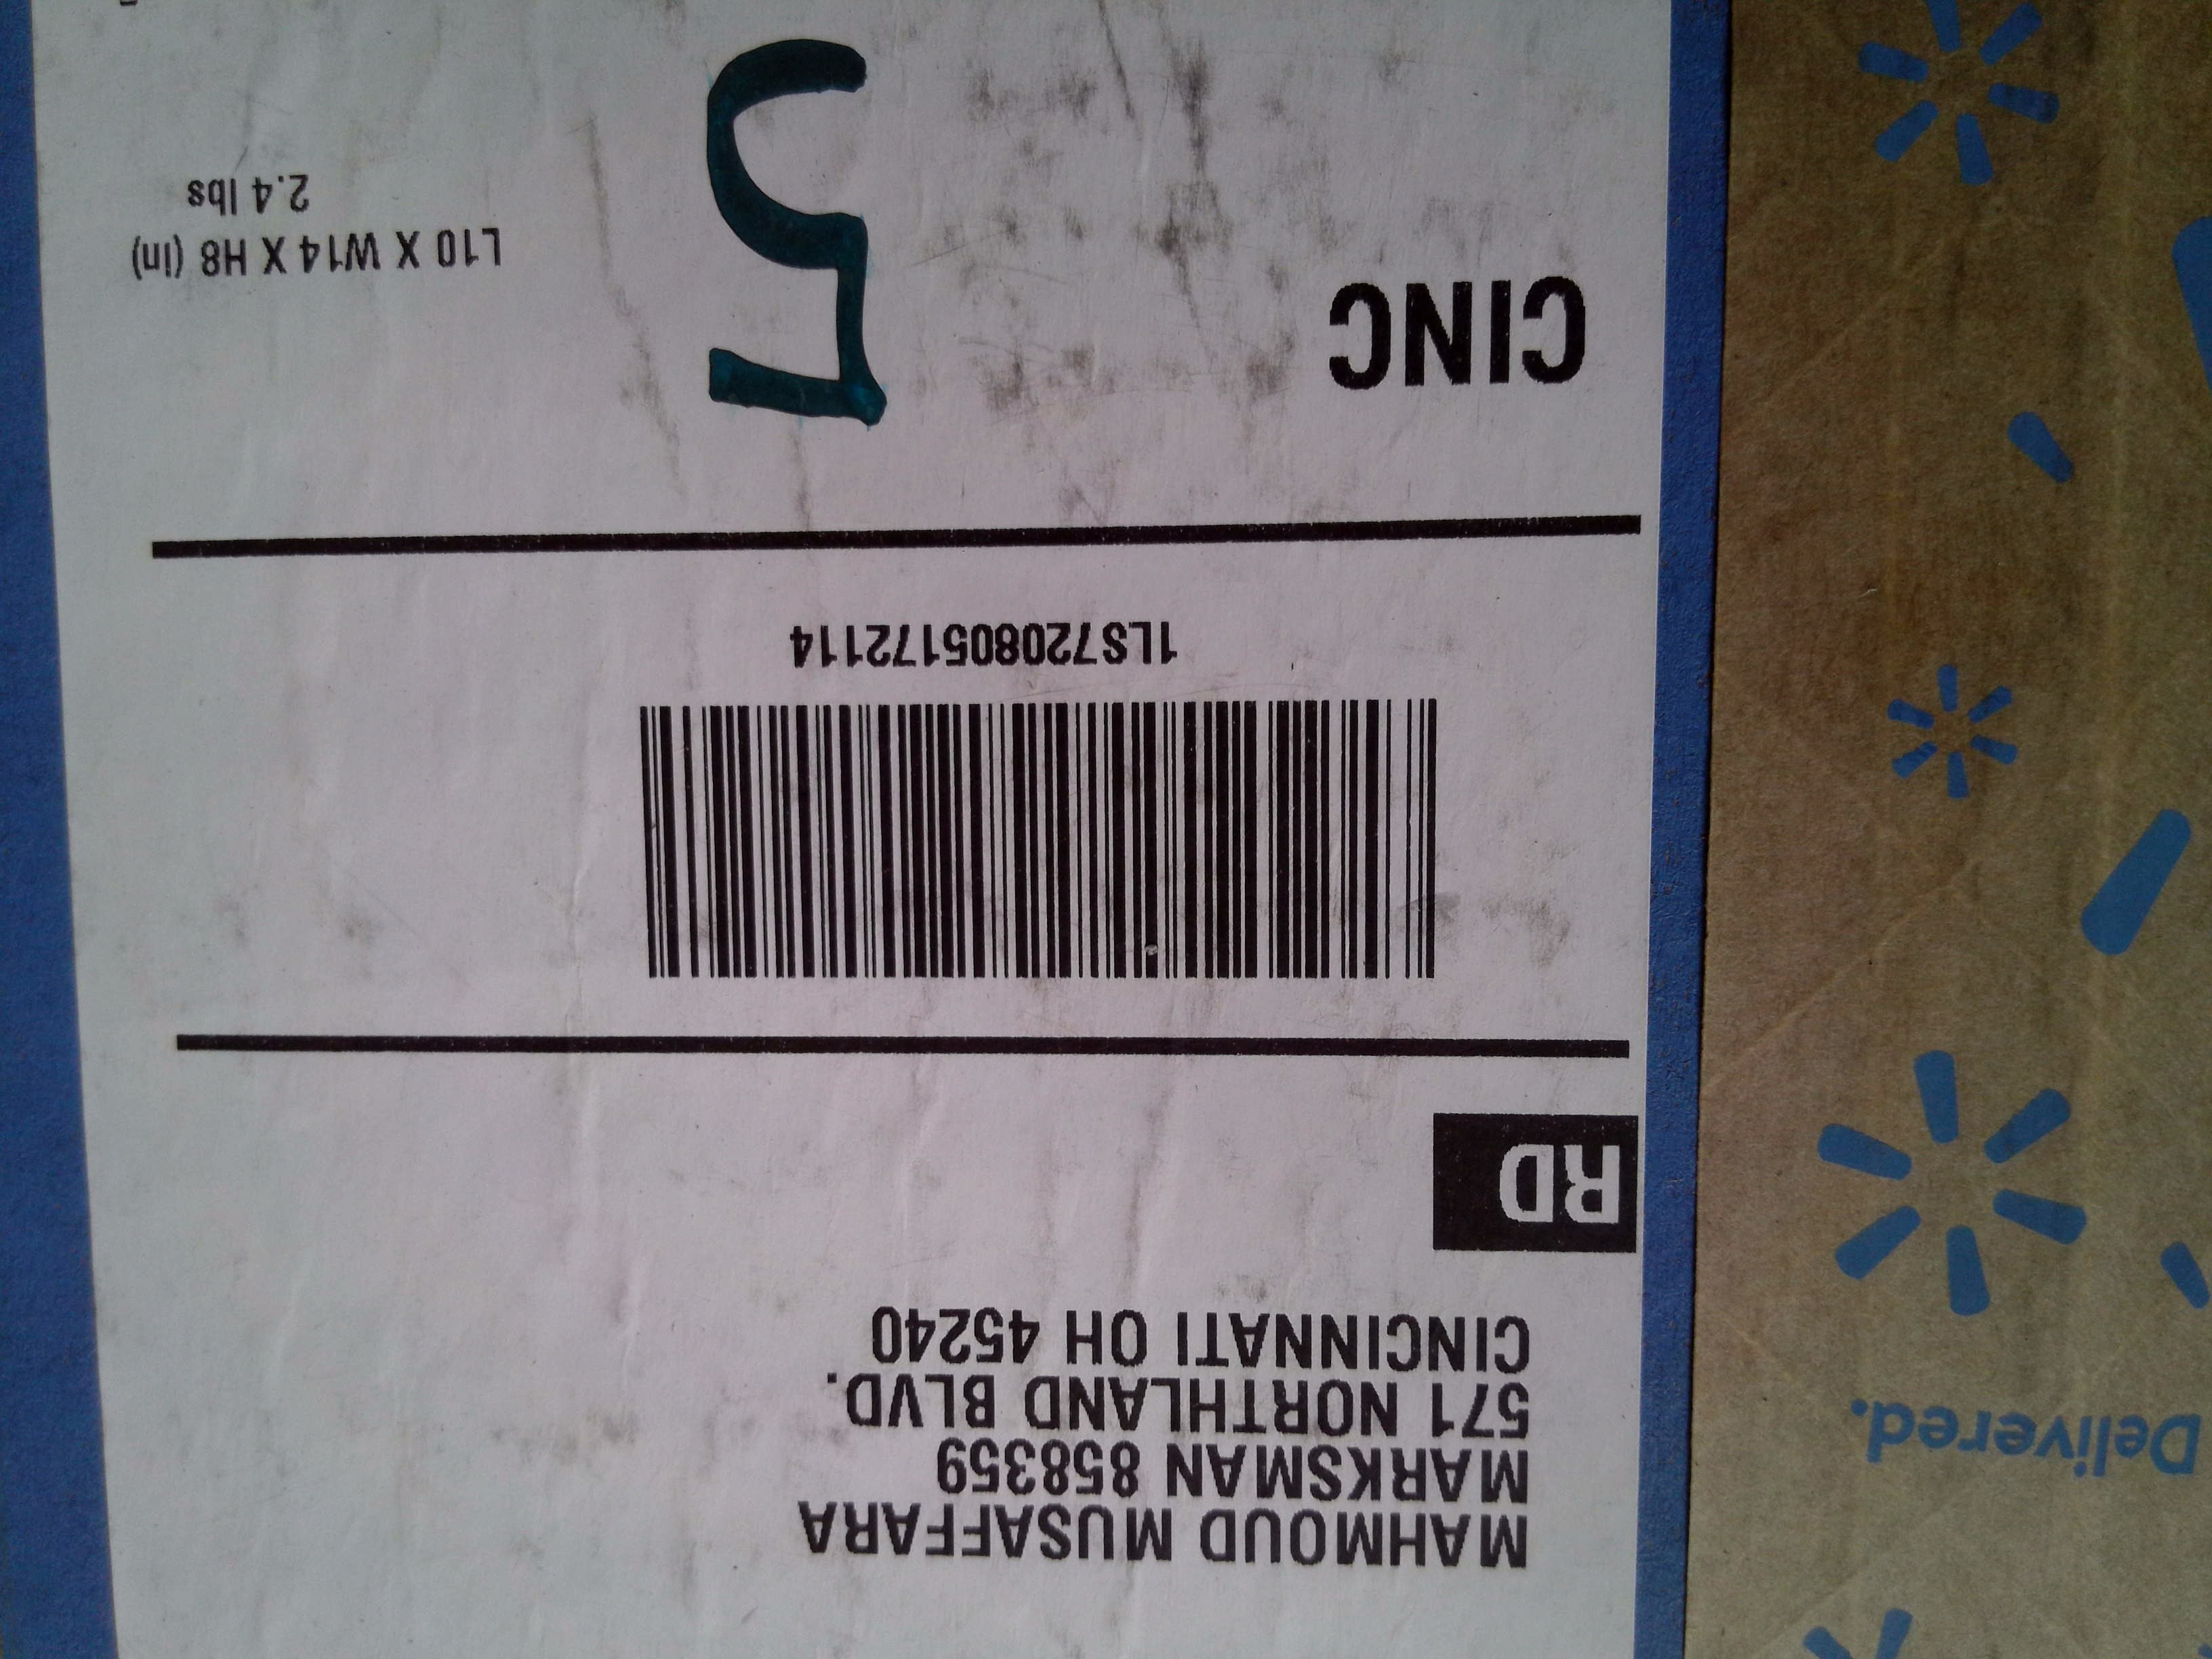 MAHMOUD MUSAFFARA
MARKSMAN 858359
571 NORTHLAND BLVD.
CINCINNATI OH 45240
RD
1LS720805172114
CINC
5
L10 X W14 X H8 (in)
2.4 lbs
Delivered.